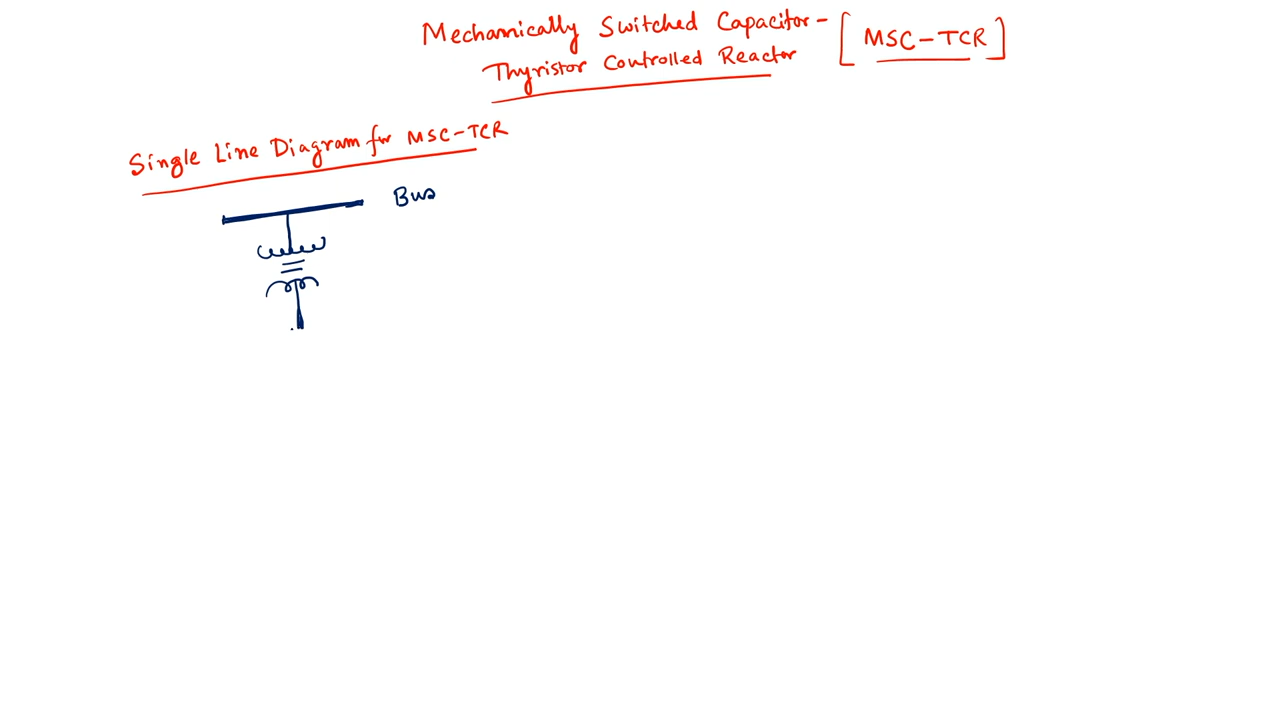 Mechanically Switched Capacitor- [MSC-TCR]
Thyristor Controlled Reactor
Single Line Diagram for MSC-TCR
Bus